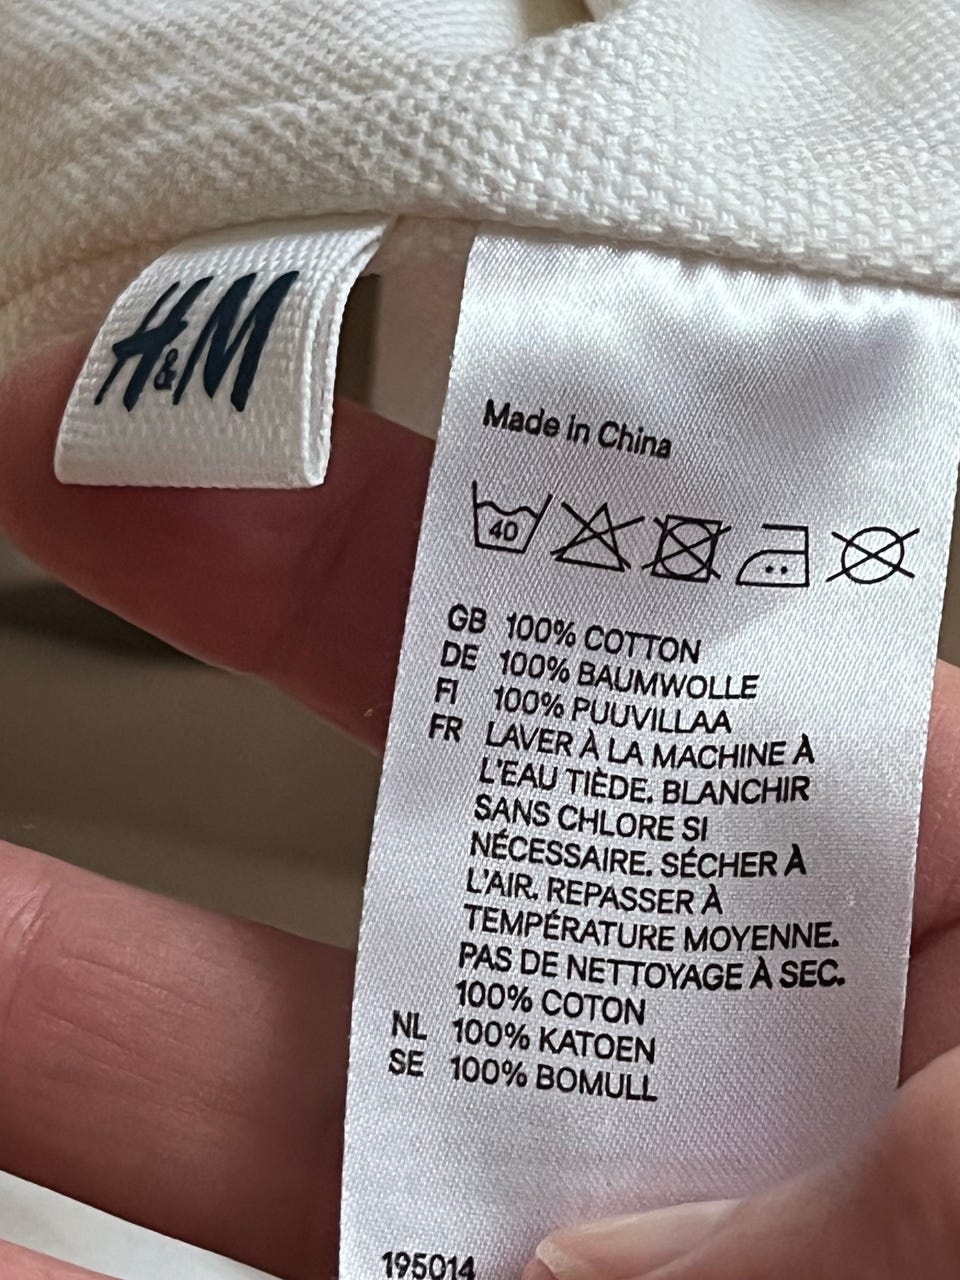 H&M
Made in China
40
GB 100% COTTON
DE 100% BAUMWOLLE
FI 100% PUUVILLAA
FR LAVER À LA MACHINE À
L'EAU TIÈDE. BLANCHIR
SANS CHLORE SI
NÉCESSAIRE. SÉCHER À
L'AIR. REPASSER À
TEMPÉRATURE MOYENNE.
PAS DE NETTOYAGE À SEC.
100% COTON
NL 100% KATOEN
SE 100% BOMULL
195014